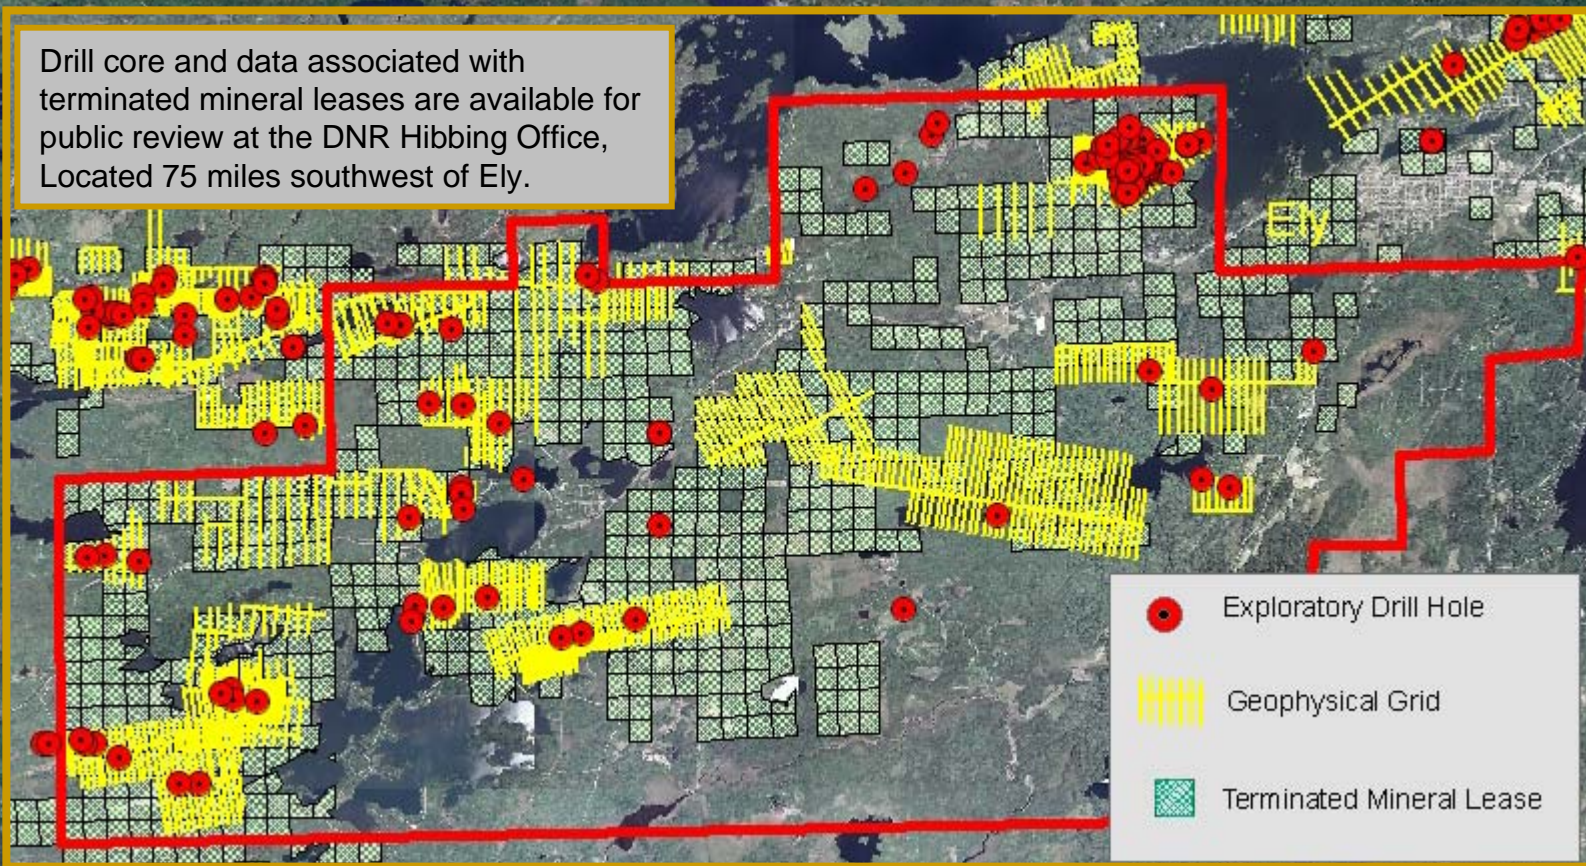 Drill core and data associated with
terminated mineral leases are available for
public review at the DNR Hibbing Office,
Located 75 miles southwest of Ely.
Ely
Exploratory Drill Hole
Geophysical Grid
Terminated Mineral Lease